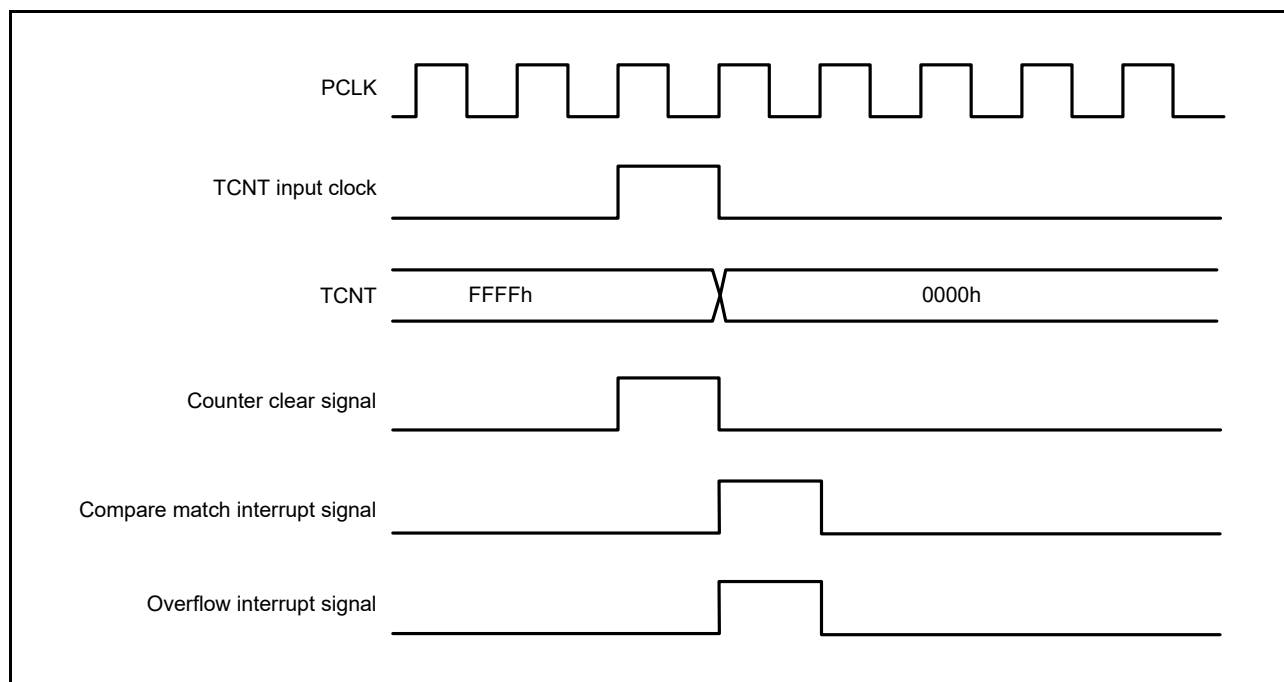 PCLK
TCNT input clock
TCNT
FFFFh
0000h
Counter clear signal
Compare match interrupt signal
Overflow interrupt signal